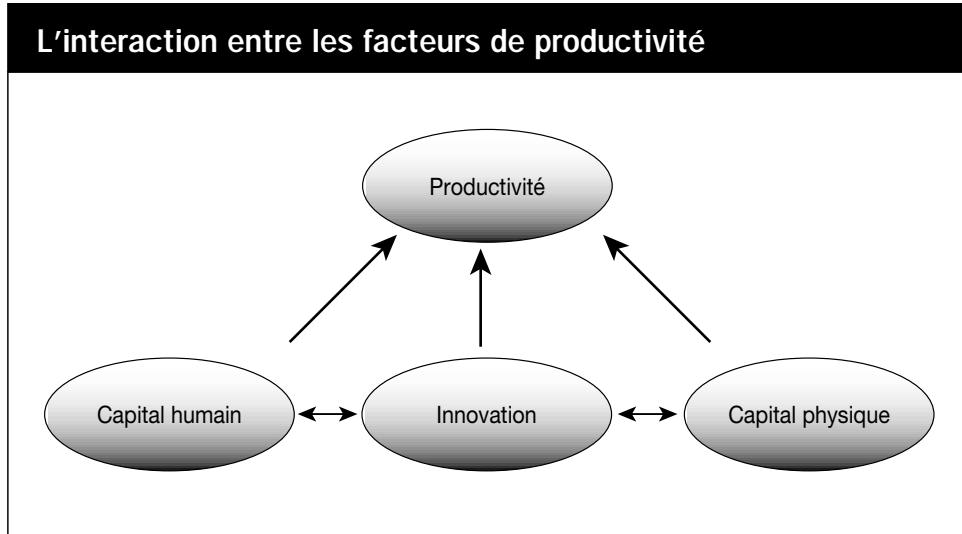 L'interaction entre les facteurs de productivité
Productivité
Capital humain
Innovation
Capital physique